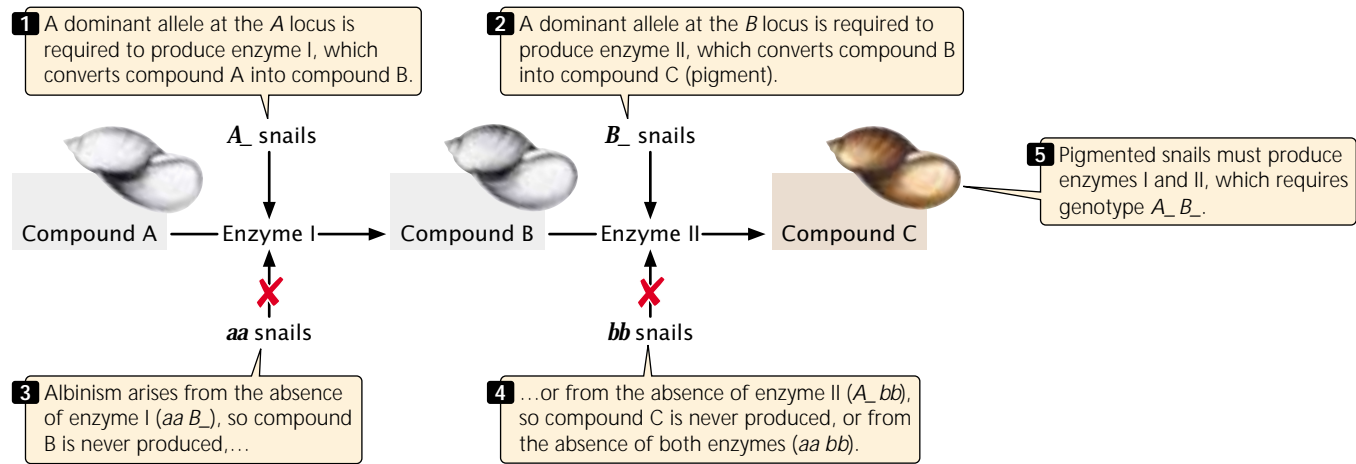 1 A dominant allele at the A locus is
required to produce enzyme I, which
converts compound A into compound B.
2 A dominant allele at the B locus is required to
produce enzyme II, which converts compound B
into compound C (pigment).
A_ snails
B_ snails
5 Pigmented snails must produce
enzymes I and II, which requires
genotype A_ B_.
Compound A
Enzyme I
Compound B
Enzyme II
Compound C
aa snails
bb snails
3 Albinism arises from the absence
of enzyme I (aa B_), so compound
B is never produced,…
4 …or from the absence of enzyme II (A_ bb),
so compound C is never produced, or from
the absence of both enzymes (aa bb).